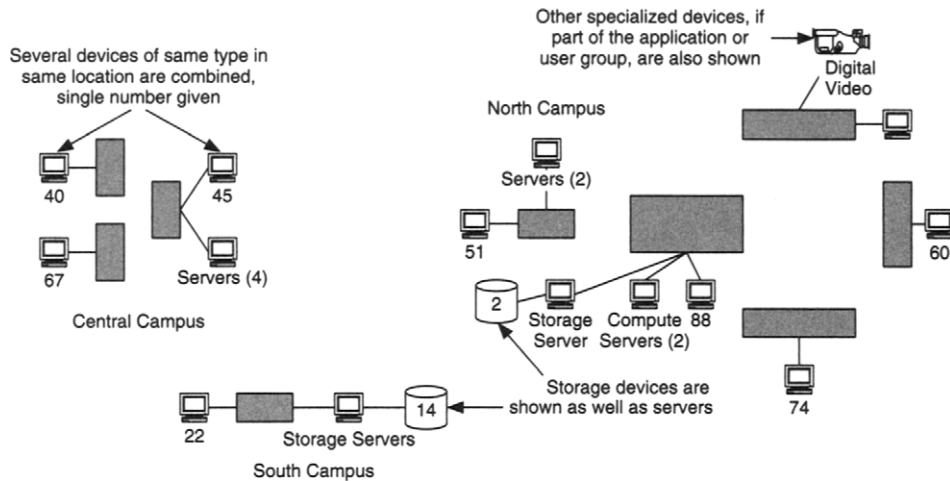 Several devices of same type in
same location are combined,
single number given
40
45
67
Servers (4)
Central Campus
Other specialized devices, if
part of the application or
user group, are also shown
Digital
Video
North Campus
Servers (2)
51
60
2
Storage
Server
Compute
Servers (2)
88
74
Storage devices are
shown as well as servers
22
Storage Servers
14
South Campus